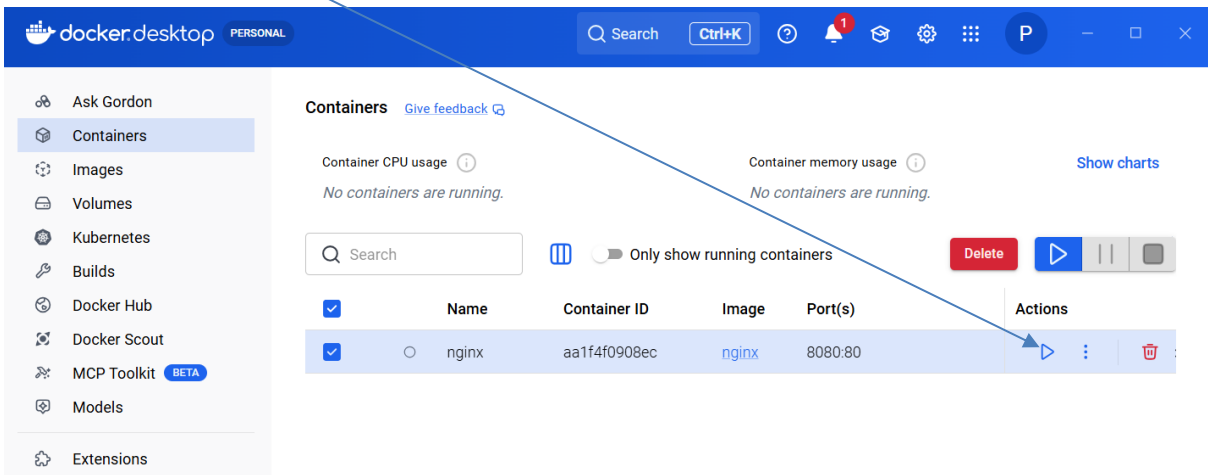 docker.desktop PERSONAL Search Ctrl+K 1 P
Ask Gordon
Containers
Images
Volumes
Kubernetes
Builds
Docker Hub
Docker Scout
MCP Toolkit BETA
Models
Extensions
Containers Give feedback
Container CPU usage Container memory usage Show charts
No containers are running. No containers are running.
Search Only show running containers Delete
Name Container ID Image Port(s) Actions
nginx aa1f4f0908ec nginx 8080:80